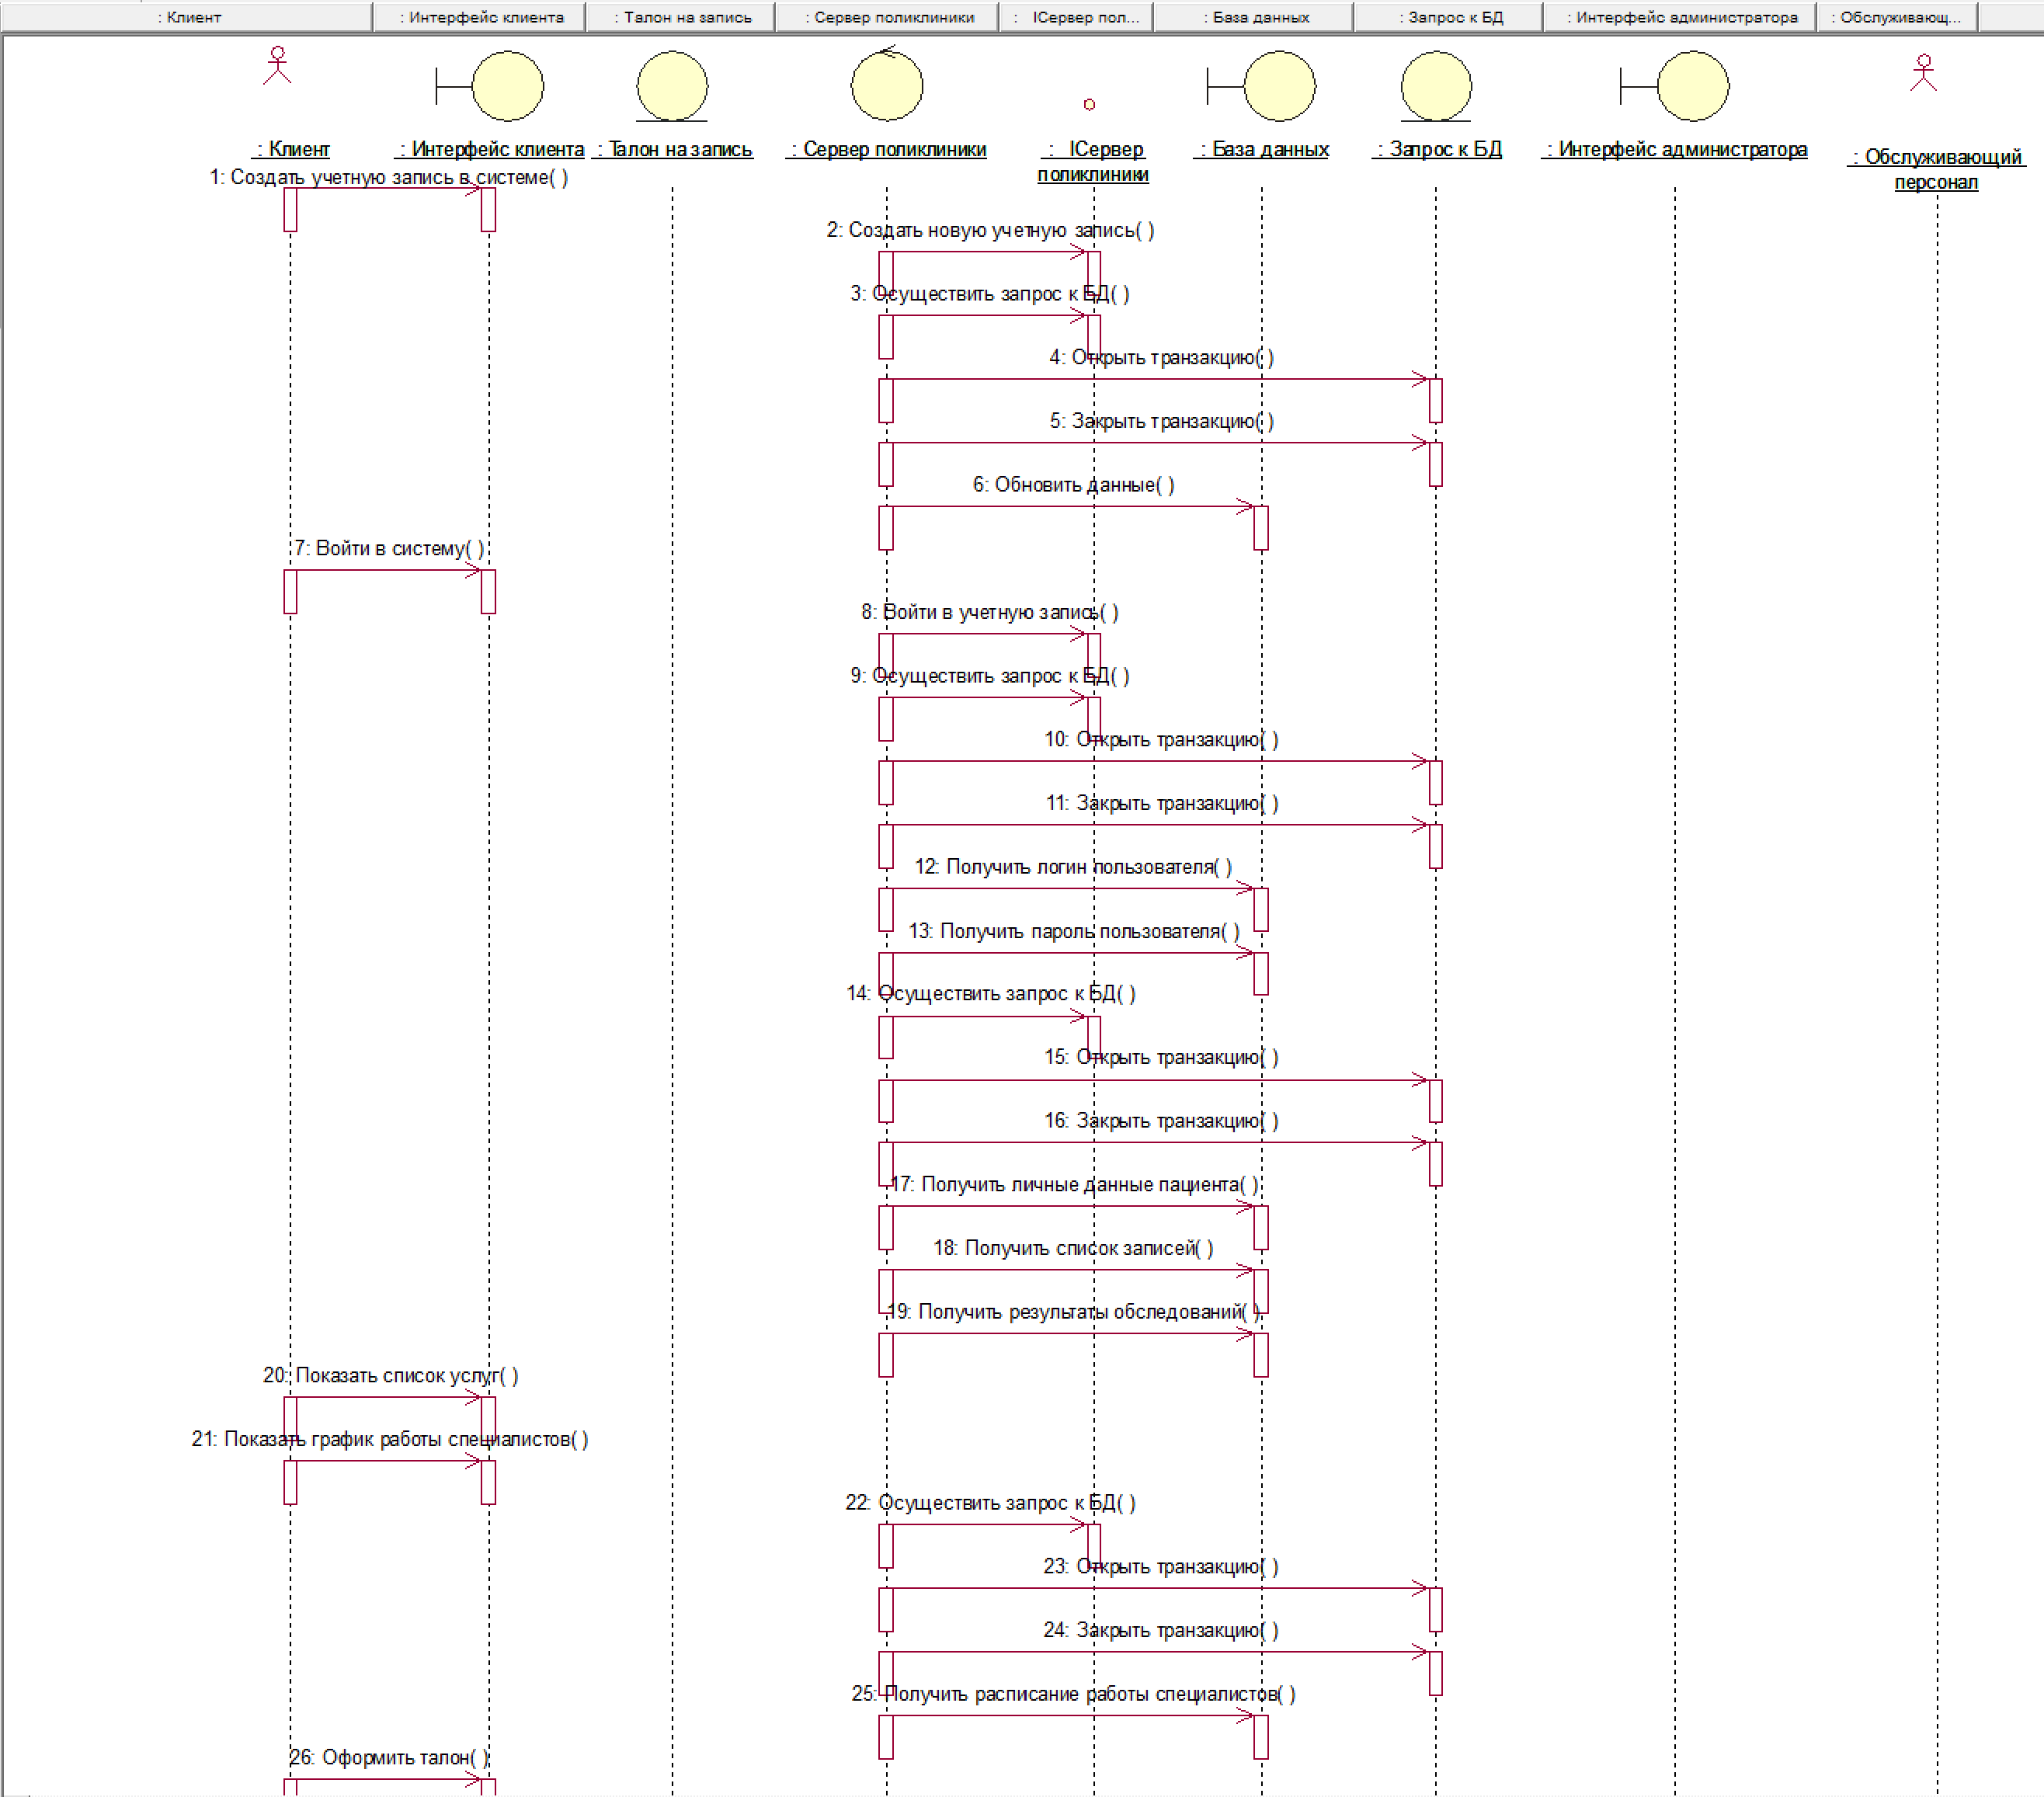 : Клиент
: Интерфейс клиента
: Талон на запись
: Сервер поликлиники
: IСервер пол...
: База данных
: Запрос к БД
: Интерфейс администратора
: Обслуживающ...
: Клиент
: Интерфейс клиента
: Талон на запись
: Сервер поликлиники
: IСервер
поликлиники
: База данных
: Запрос к БД
: Интерфейс администратора
: Обслуживающий
персонал
1: Создать учетную запись в системе( )
2: Создать новую учетную запись( )
3: Осуществить запрос к БД( )
4: Открыть транзакцию( )
5: Закрыть транзакцию( )
6: Обновить данные( )
7: Войти в систему( )
8: Войти в учетную запись( )
9: Осуществить запрос к БД( )
10: Открыть транзакцию( )
11: Закрыть транзакцию( )
12: Получить логин пользователя( )
13: Получить пароль пользователя( )
14: Осуществить запрос к БД( )
15: Открыть транзакцию( )
16: Закрыть транзакцию( )
17: Получить личные данные пациента( )
18: Получить список записей( )
19: Получить результаты обследований( )
20: Показать список услуг( )
21: Показать график работы специалистов( )
22: Осуществить запрос к БД( )
23: Открыть транзакцию( )
24: Закрыть транзакцию( )
25: Получить расписание работы специалистов( )
26: Оформить талон( )